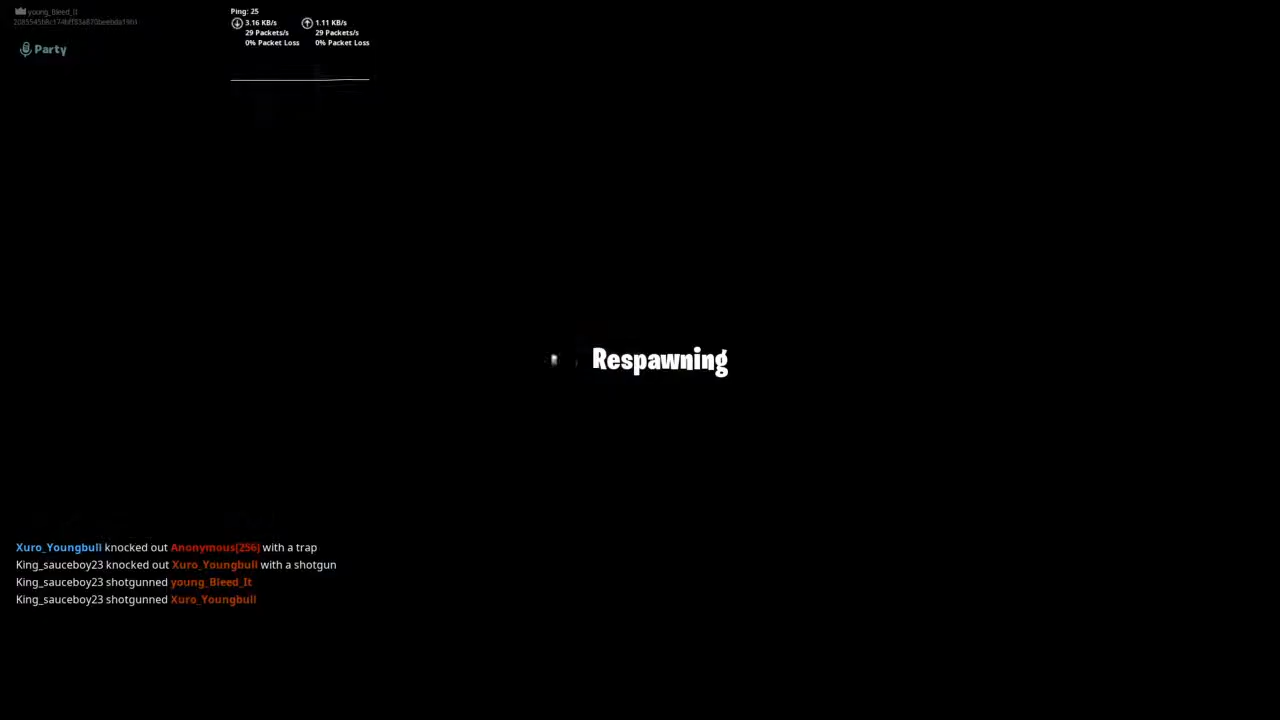 young_Bleed_It
Party
Ping: 25
3.16 KB/s 1.11 KB/s
29 Packets/s 29 Packets/s
0% Packet Loss 0% Packet Loss
Respawning
Xuro_Youngbull knocked out Anonymous[256] with a trap
King_sauceboy23 knocked out Xuro_Youngbull with a shotgun
King_sauceboy23 shotgunned young_Bleed_It
King_sauceboy23 shotgunned Xuro_Youngbull